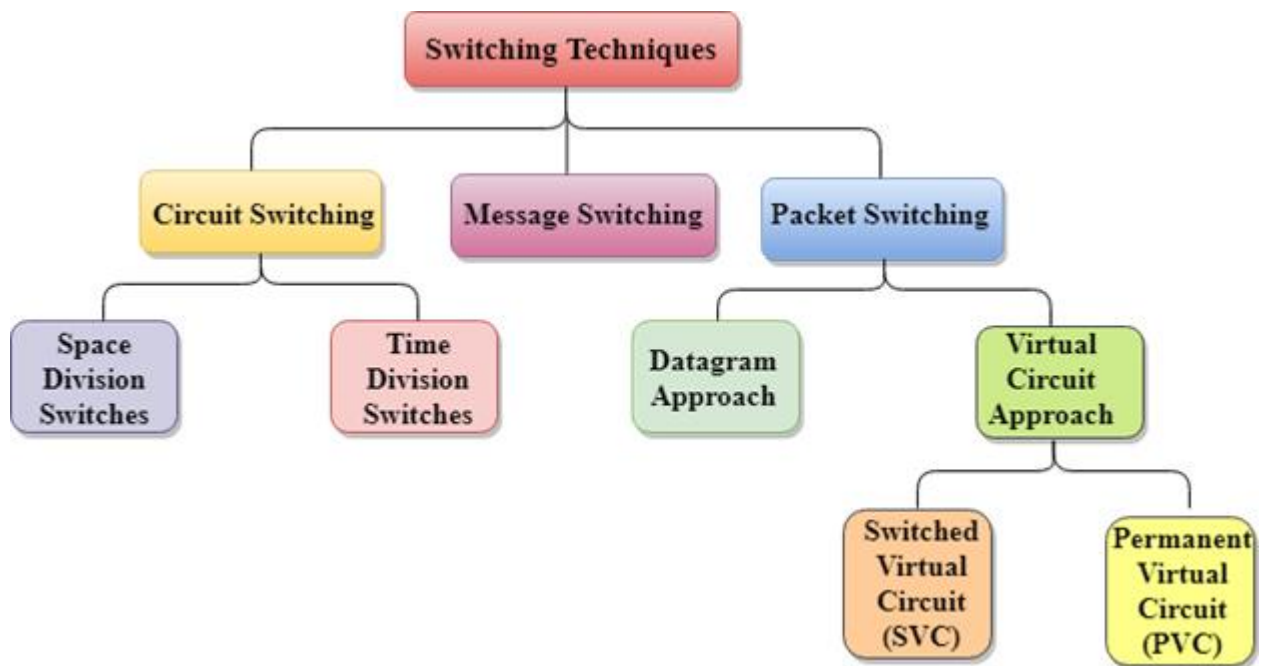 Switching Techniques
Circuit Switching
Message Switching
Packet Switching
Space
Division
Switches
Time
Division
Switches
Datagram
Approach
Virtual
Circuit
Approach
Switched
Virtual
Circuit
(SVC)
Permanent
Virtual
Circuit
(PVC)